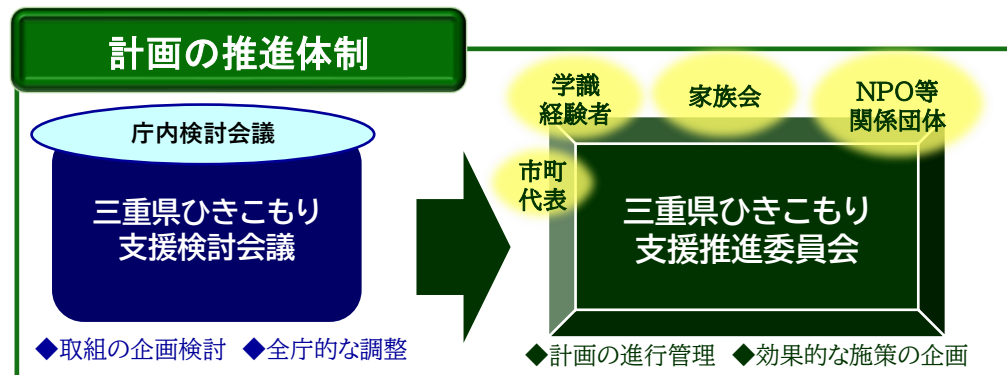 計画の推進体制
庁内検討会議
三重県ひきこもり
支援検討会議
◆取組の企画検討 ◆全庁的な調整
学識
経験者
家族会
NPO等
関係団体
市町
代表
三重県ひきこもり
支援推進委員会
◆計画の進行管理 ◆効果的な施策の企画